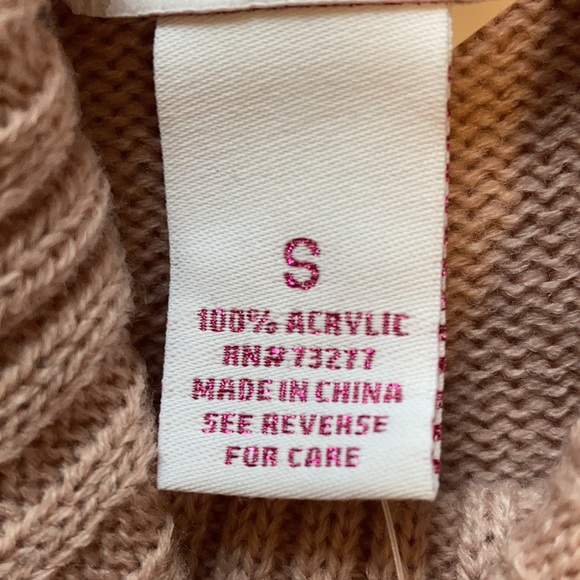 S
100% ACRYLIC
RN# 73277
MADE IN CHINA
SEE REVERSE
FOR CARE